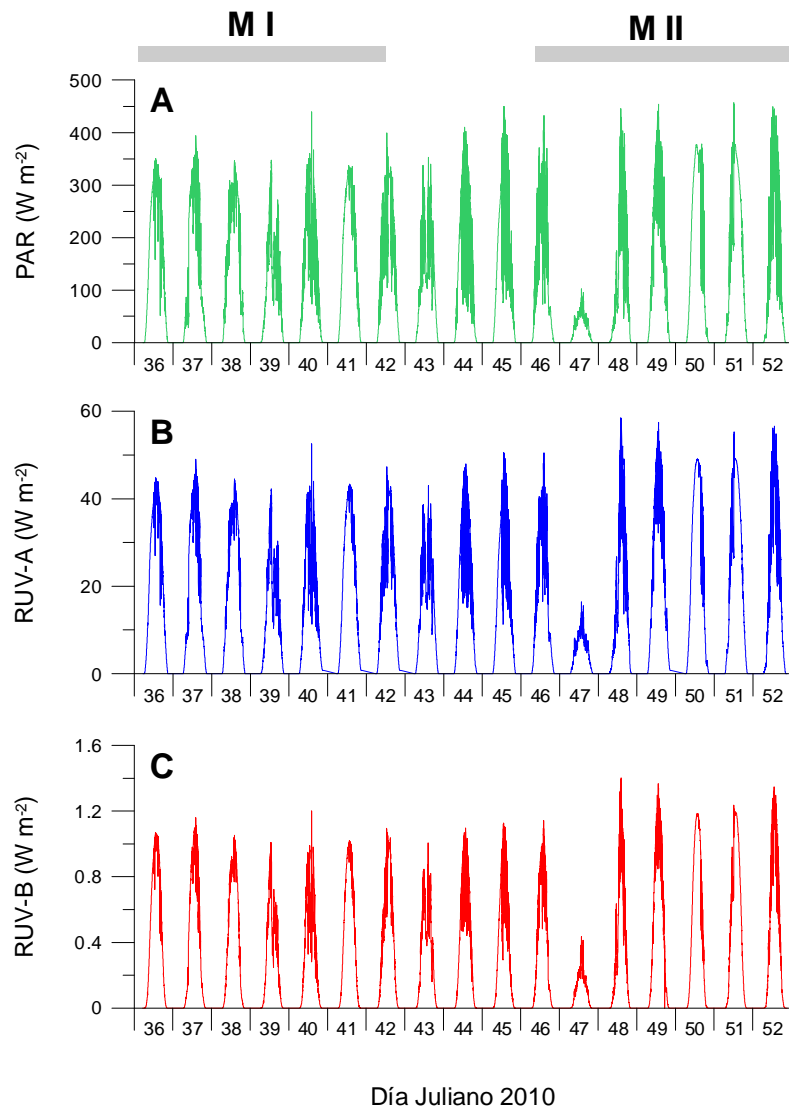 M I M II
A
PAR (W m-2)
500
400
300
200
100
0
36 37 38 39 40 41 42 43 44 45 46 47 48 49 50 51 52
B
RUV-A (W m-2)
60
40
20
0
36 37 38 39 40 41 42 43 44 45 46 47 48 49 50 51 52
C
RUV-B (W m-2)
1.6
1.2
0.8
0.4
0
36 37 38 39 40 41 42 43 44 45 46 47 48 49 50 51 52
Día Juliano 2010